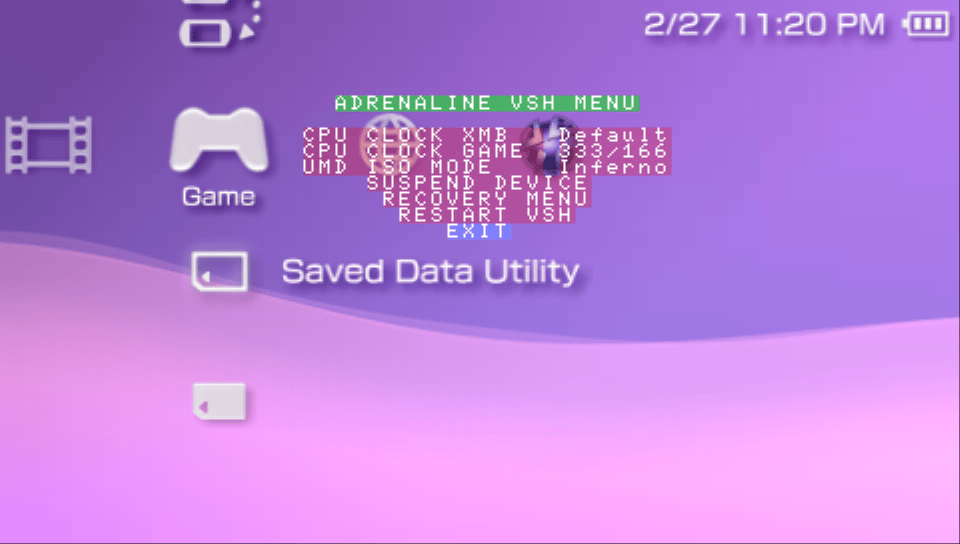 2/27 11:20 PM
ADRENALINE VSH MENU
CPU CLOCK XMB Default
CPU CLOCK GAME 333/166
UMD ISO MODE Inferno
SUSPEND DEVICE
RECOVERY MENU
RESTART VSH
EXIT
Game
Saved Data Utility